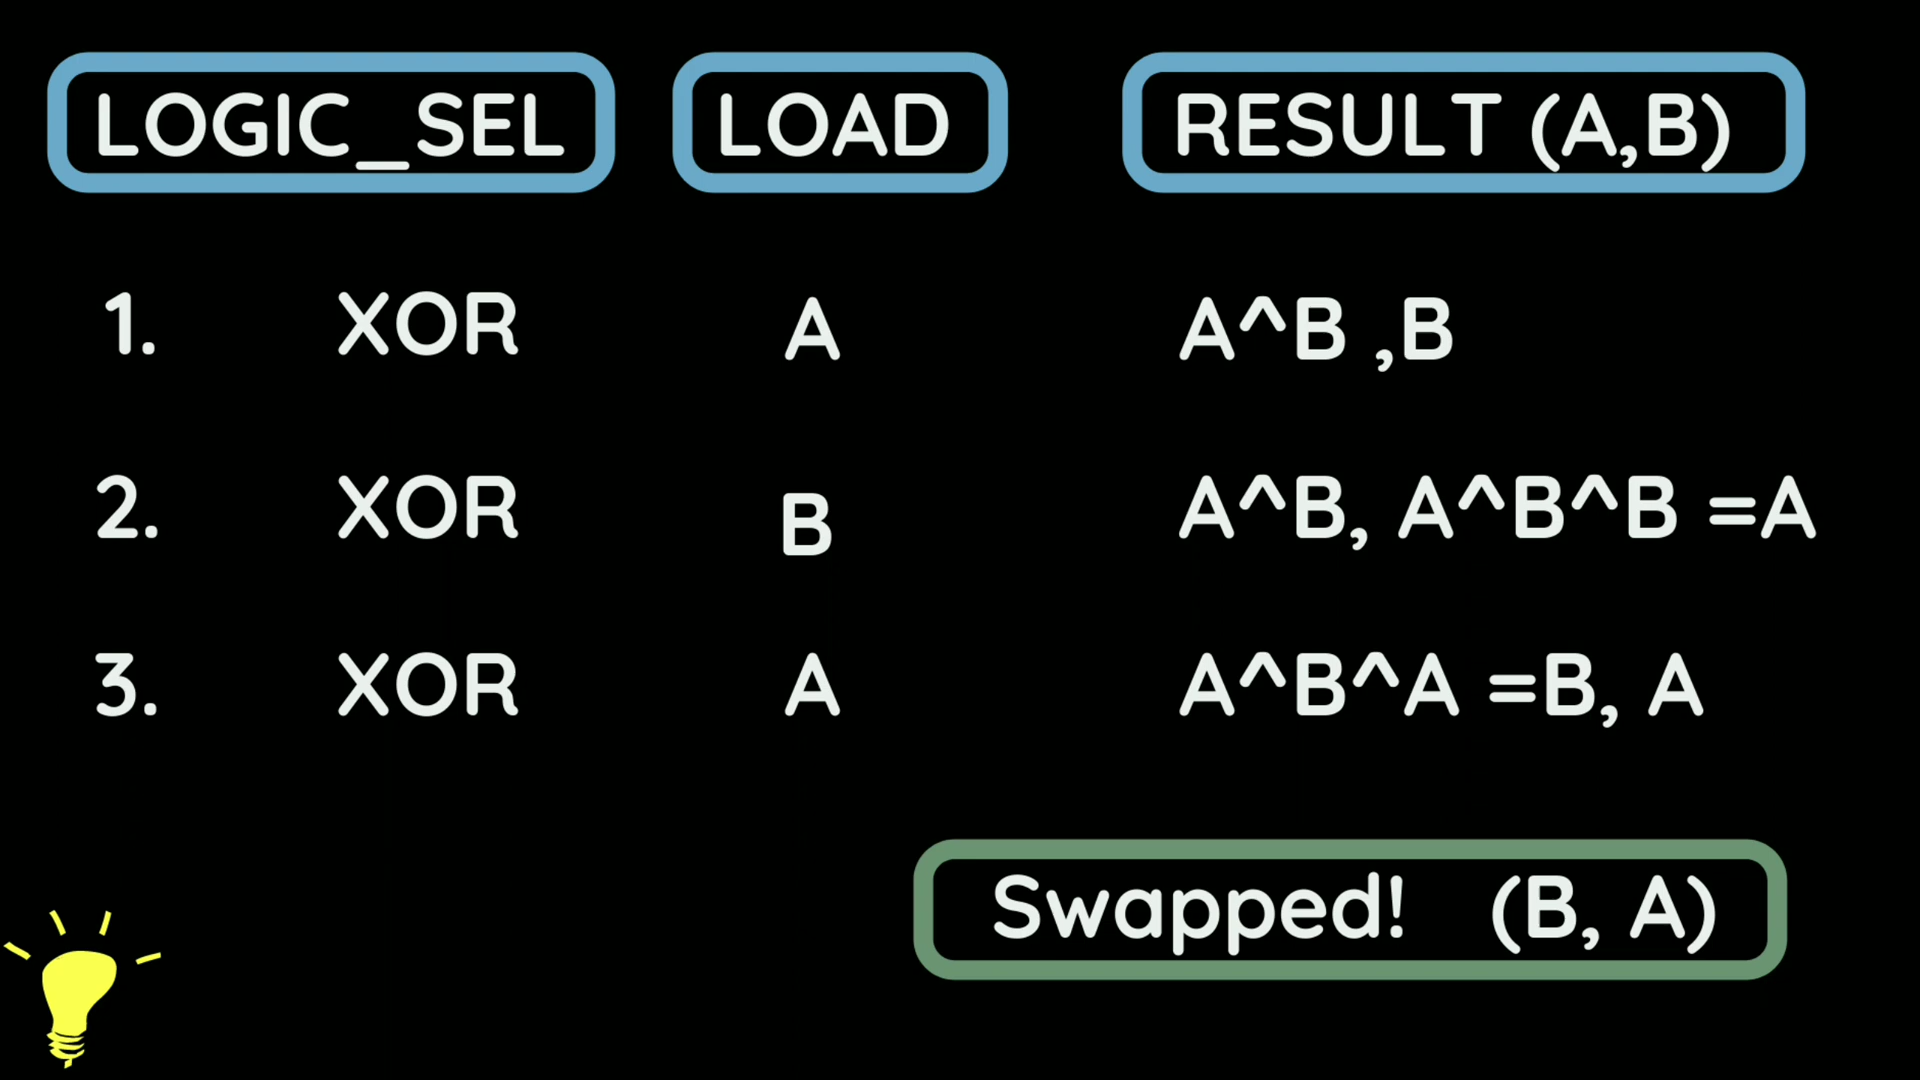 LOGIC_SEL LOAD RESULT (A,B)
1. XOR A A^B ,B
2. XOR B A^B, A^B^B =A
3. XOR A A^B^A =B, A
Swapped! (B, A)